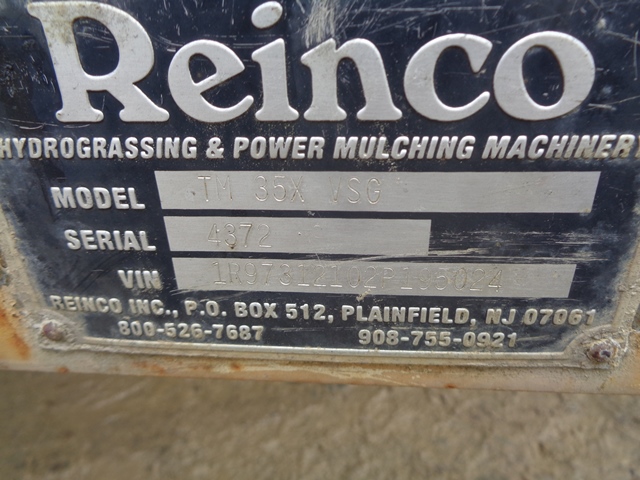 Reinco
HYDROGRASSING & POWER MULCHING MACHINERY
MODEL TM 35X
SERIAL 4372
VIN
REINCO INC., P.O. BOX 512, PLAINFIELD, NJ 07061
800-526-7687 908-755-0921